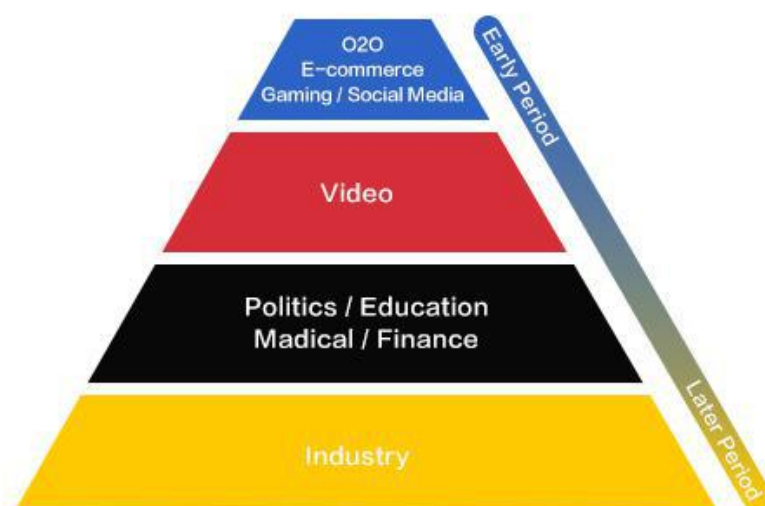 O2O
E-commerce
Gaming / Social Media
Early Period
Video
Politics / Education
Madical / Finance
Later Period
Industry